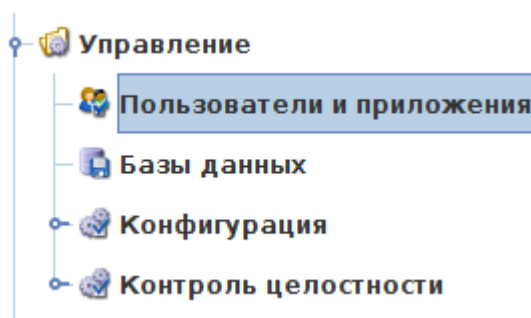 Управление
Пользователи и приложения
Базы данных
Конфигурация
Контроль целостности